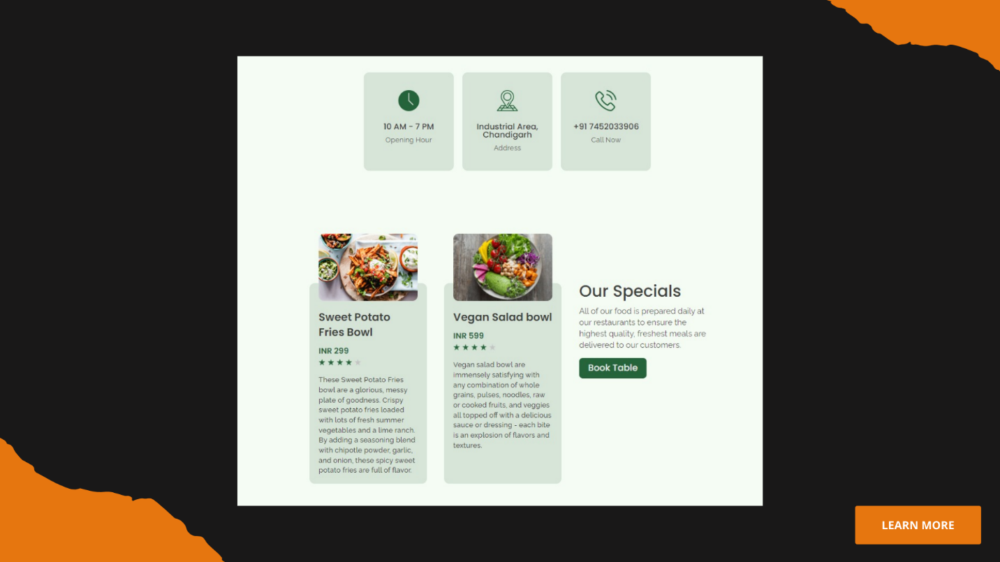 10 AM - 7 PM
Opening Hour
Industrial Area,
Chandigarh
Address
+91 7452033906
Call Now
Sweet Potato
Fries Bowl
INR 299
These Sweet Potato Fries
bowl are a glorious, messy
plate of goodness. Crispy
sweet potato fries loaded
with lots of fresh summer
vegetables and a lime ranch.
By adding a seasoning blend
with chipotle powder, garlic,
and onion, these spicy sweet
potato fries are full of flavor.
Vegan Salad bowl
INR 599
Vegan salad bowl are
immensely satisfying with
any combination of whole
grains, pulses, noodles, raw
or cooked fruits, and veggies
all topped off with a delicious
sauce or dressing - each bite
is an explosion of flavors and
textures.
Our Specials
All of our food is prepared daily at
our restaurants to ensure the
highest quality, freshest meals are
delivered to our customers.
Book Table
LEARN MORE